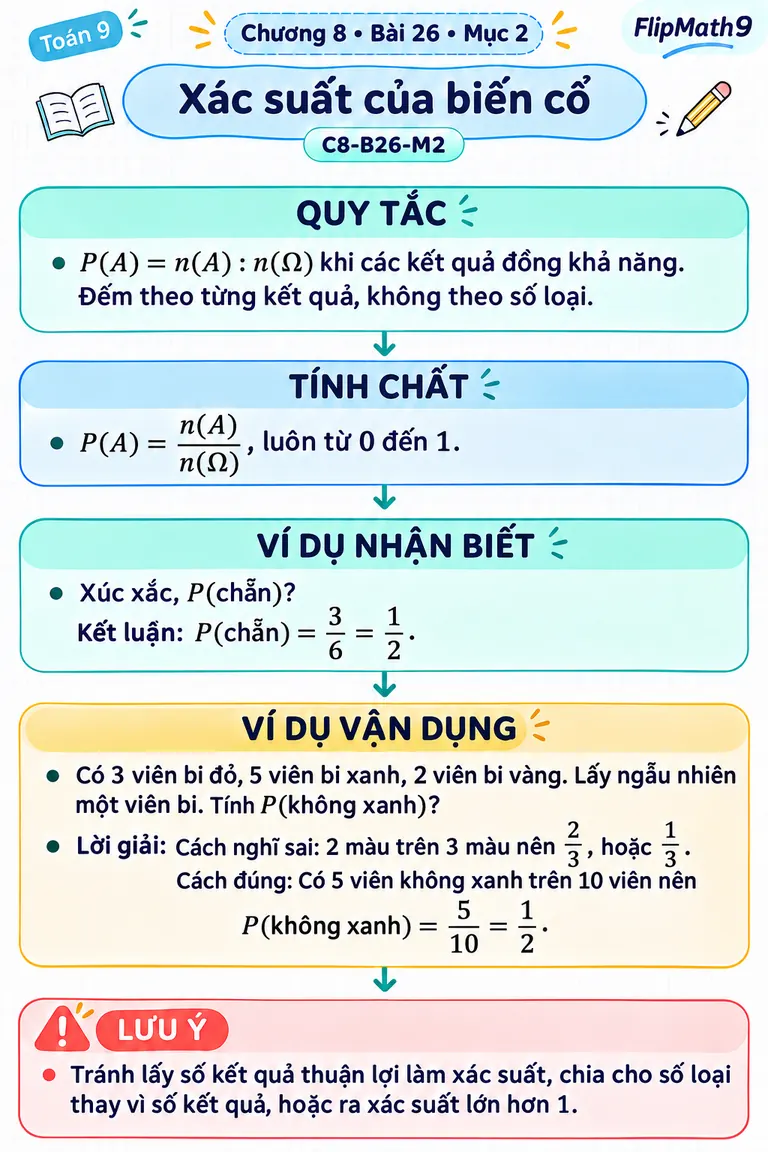 Toán 9
Chương 8 • Bài 26 • Mục 2
FlipMath9
Xác suất của biến cổ
C8-B26-M2
QUY TẮC
• P(A) = n(A) : n(Ω) khi các kết quả đồng khả năng.
Đếm theo từng kết quả, không theo số loại.
TÍNH CHẤT
• P(A) = n(A)/n(Ω), luôn từ 0 đến 1.
VÍ DỤ NHẬN BIẾT
• Xúc xắc, P(chẵn)?
Kết luận: P(chẵn) = 3/6 = 1/2.
VÍ DỤ VẬN DỤNG
• Có 3 viên bi đỏ, 5 viên bi xanh, 2 viên bi vàng. Lấy ngẫu nhiên
một viên bi. Tính P(không xanh)?
• Lời giải: Cách nghĩ sai: 2 màu trên 3 màu nên 2/3, hoặc 1/3.
Cách đúng: Có 5 viên không xanh trên 10 viên nên
P(không xanh) = 5/10 = 1/2.
LƯU Ý
• Tránh lấy số kết quả thuận lợi làm xác suất, chia cho số loại
thay vì số kết quả, hoặc ra xác suất lớn hơn 1.